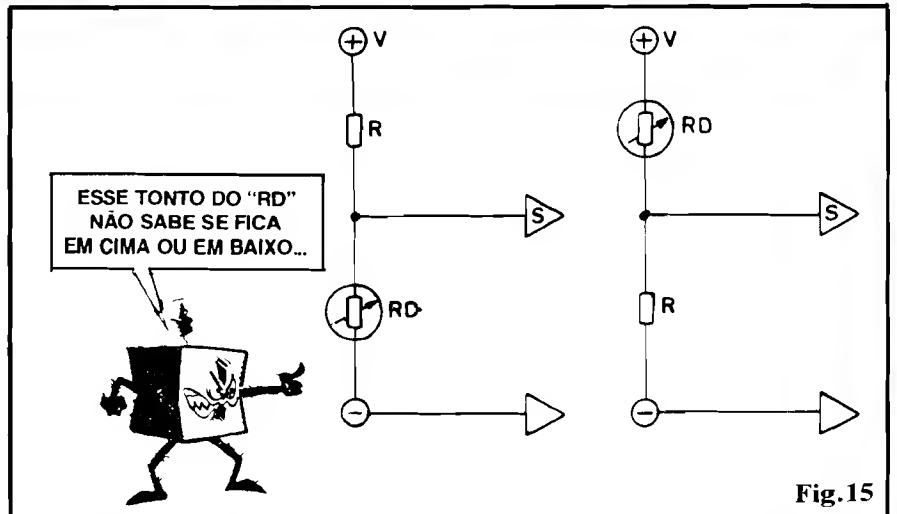 ESSE TONTO DO "RD"
NÃO SABE SE FICA
EM CIMA OU EM BAIXO...
+ V
R
S
RD
-
+ V
RD
S
R
-
Fig.15